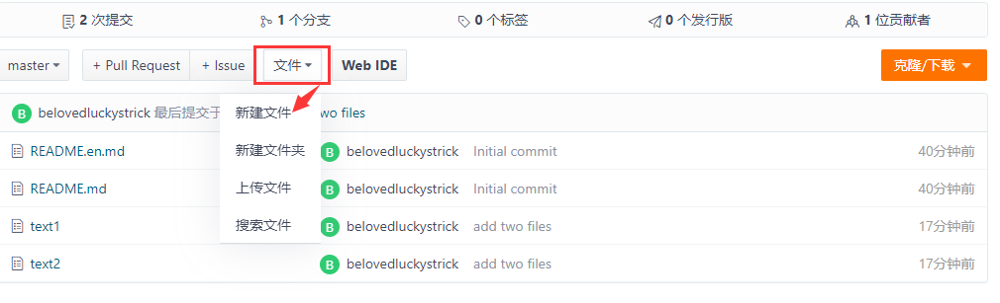 2 次提交 1 个分支 0 个标签 0 个发行版 1 位贡献者
master + Pull Request + Issue 文件 Web IDE 克隆/下载
B belovedluckystrick 最后提交于 wo files
新建文件
README.en.md B belovedluckystrick Initial commit 40分钟前
新建文件夹
README.md B belovedluckystrick Initial commit 40分钟前
上传文件
text1 B belovedluckystrick add two files 17分钟前
搜索文件
text2 B belovedluckystrick add two files 17分钟前